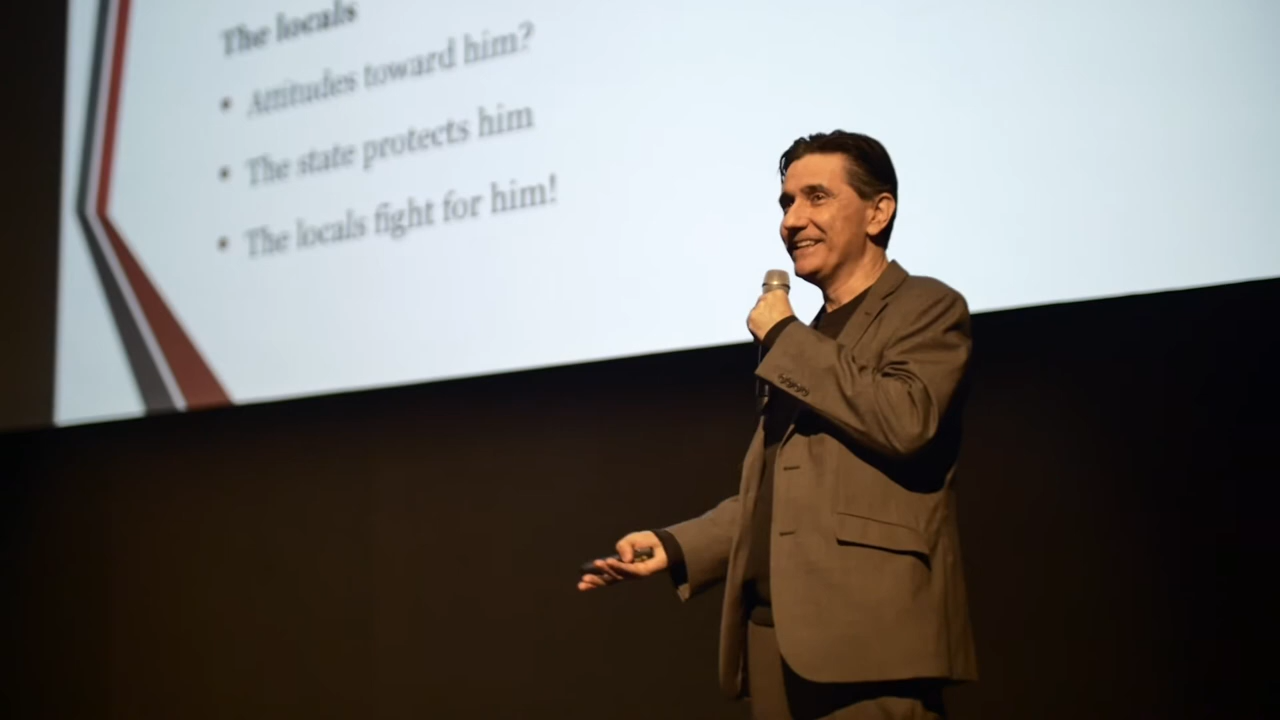 The locals
• Attitudes toward him?
• The state protects him
• The locals fight for him!